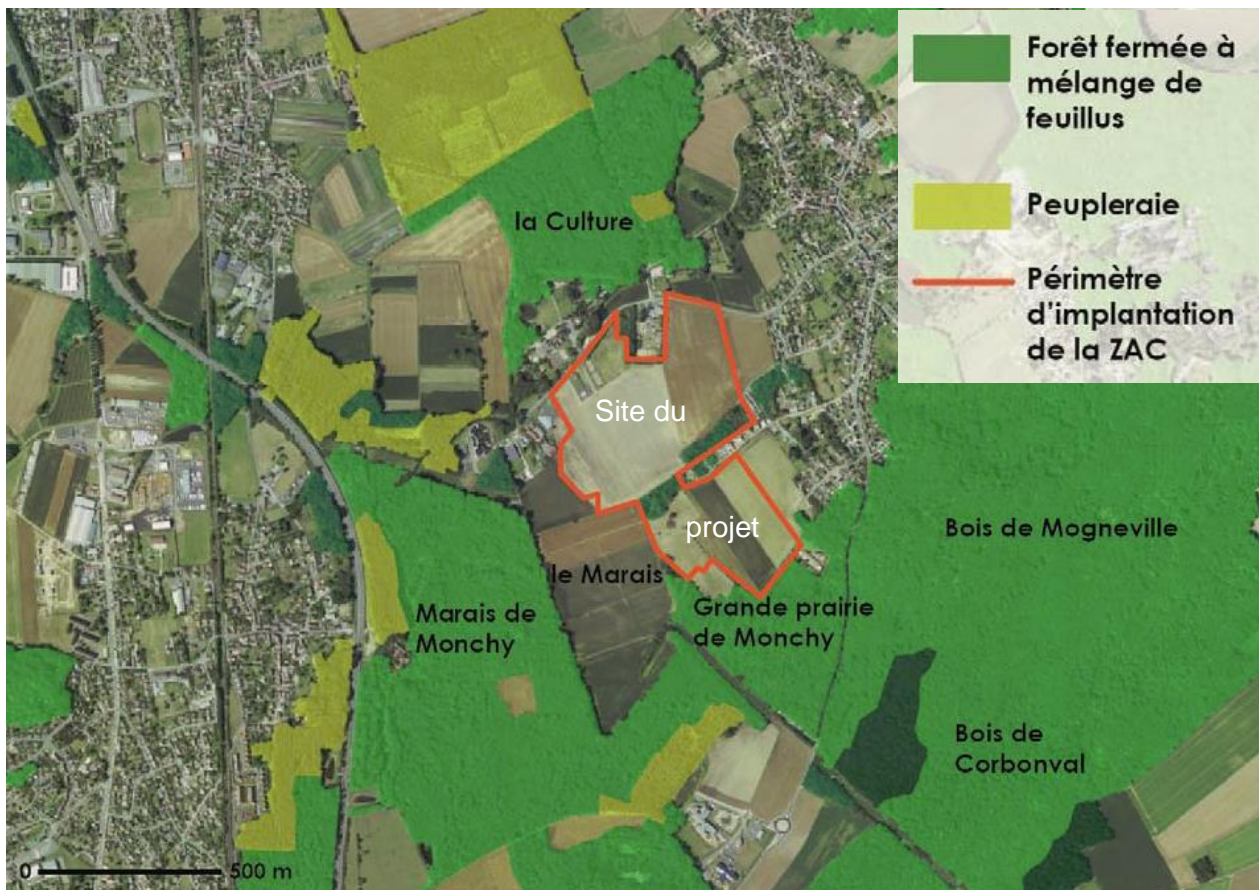 Forêt fermée à
mélange de
feuillus
Peupleraie
Périmètre
d'implantation
de la ZAC
la Culture
Site du
projet
Bois de Mogneville
le Marais
Grande prairie
de Monchy
Marais de
Monchy
Bois de
Corbonval
0 500 m